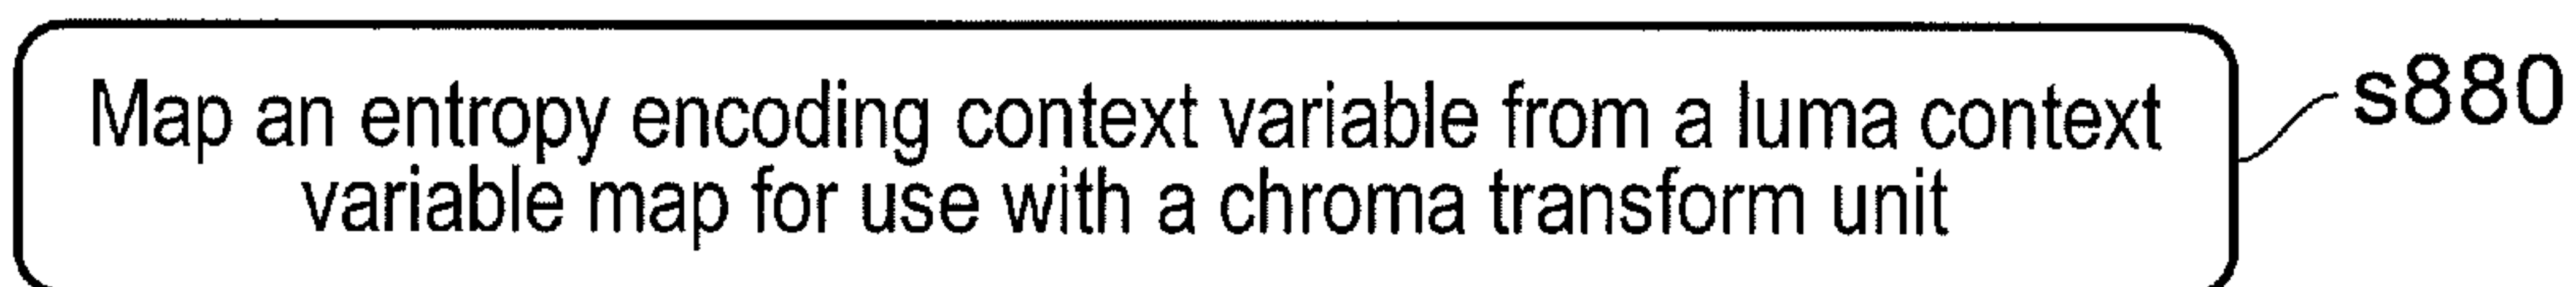 Map an entropy encoding context variable from a luma context
variable map for use with a chroma transform unit
s880